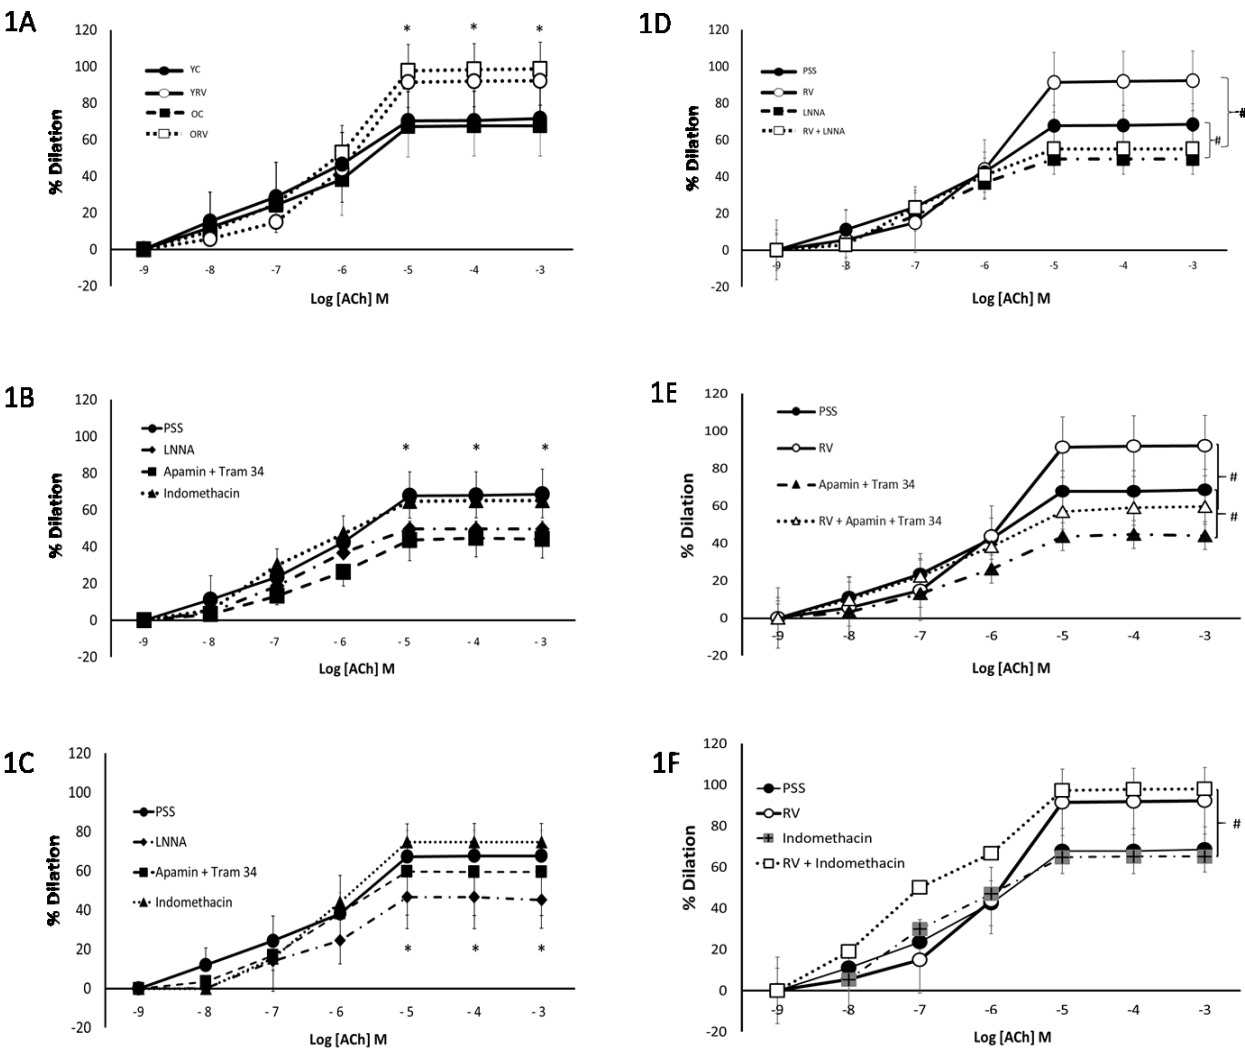 1A
120
100
80
60
40
20
0
-20
% Dilation
YC
YRV
OC
ORV
* * *
-9 -8 -7 -6 -5 -4 -3
Log [ACh] M
1B
120
100
80
60
40
20
0
-20
% Dilation
PSS
LNNA
Apamin + Tram 34
Indomethacin
* * *
-9 - 8 - 7 - 6 - 5 - 4 - 3
Log [ACh] M
1C
120
100
80
60
40
20
0
-20
% Dilation
PSS
LNNA
Apamin + Tram 34
Indomethacin
* * *
-9 - 8 - 7 - 6 - 5 - 4 - 3
Log [ACh] M
1D
120
100
80
60
40
20
0
-20
% Dilation
PSS
RV
LNNA
RV + LNNA
#
#
-9 -8 -7 -6 -5 -4 -3
Log [ACh] M
1E
120
100
80
60
40
20
0
-20
% Dilation
PSS
RV
Apamin + Tram 34
RV + Apamin + Tram 34
#
#
-9 -8 -7 -6 -5 -4 -3
Log [ACh] M
1F
120
100
80
60
40
20
0
-20
% Dilation
PSS
RV
Indomethacin
RV + Indomethacin
#
-9 -8 -7 -6 -5 -4 -3
Log [ACh] M